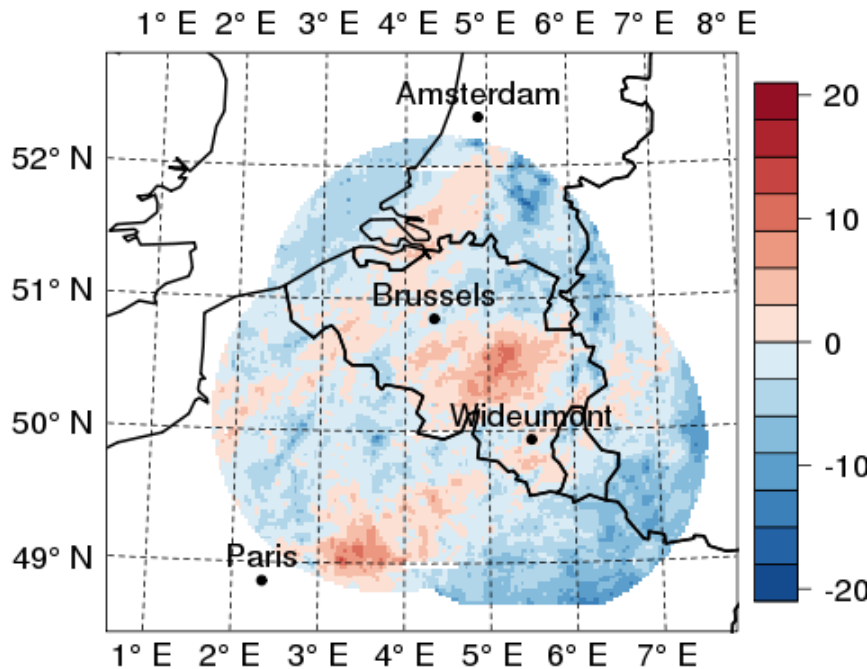 1° E 2° E 3° E 4° E 5° E 6° E 7° E 8° E
20
Amsterdam
52° N
10
51° N
Brussels
0
50° N
Wideumont
-10
49° N
Paris
-20
1° E 2° E 3° E 4° E 5° E 6° E 7° E